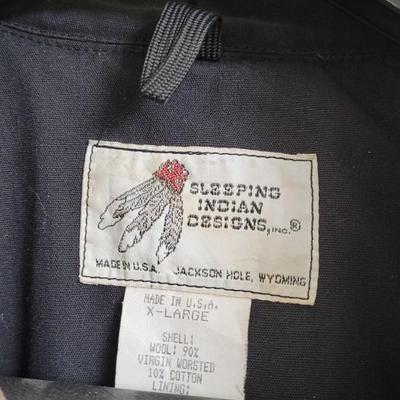 SLEEPING
INDIAN
DESIGNS, INC.®
MADE IN U.S.A. JACKSON HOLE, WYOMING
MADE IN U.S.A.
X-LARGE
SHELL:
WOOL: 90%
VIRGIN WORSTED
10% COTTON
LINING: